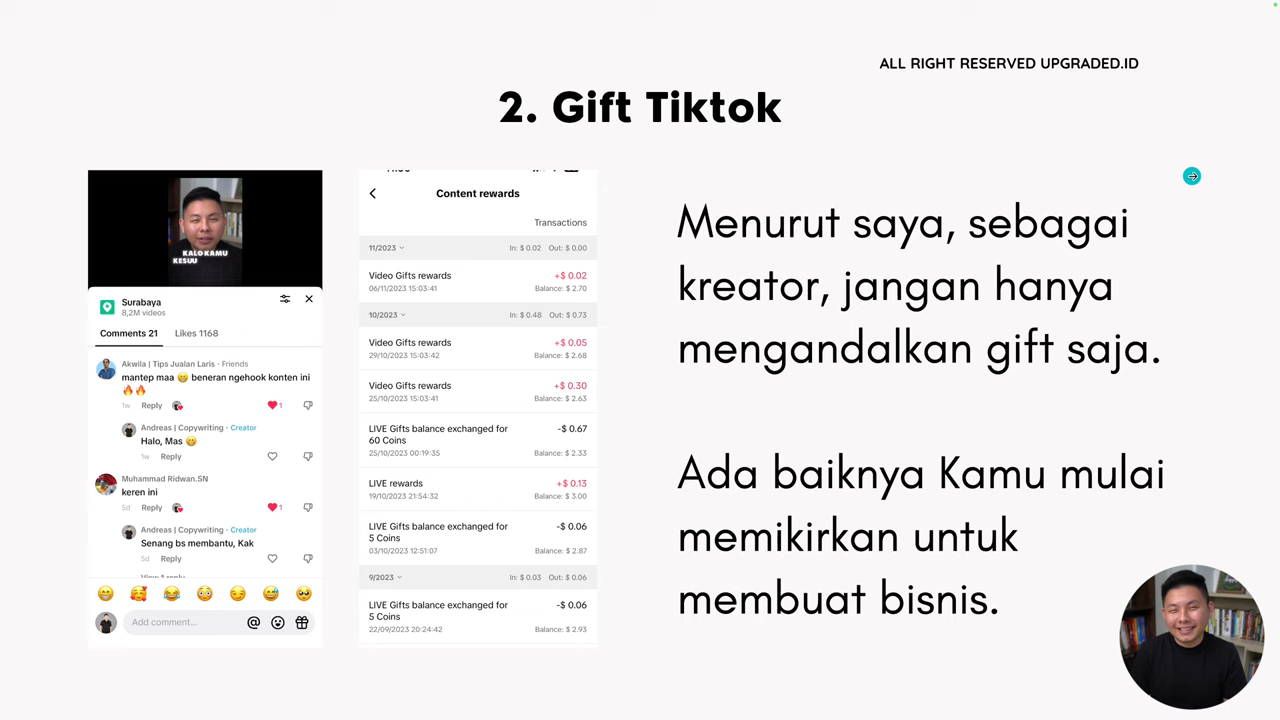 ALL RIGHT RESERVED UPGRADED.ID
2. Gift Tiktok
KALO KAMU
KESUU
Surabaya
8,2M videos
Comments 21 Likes 1168
Akwila | Tips Jualan Laris · Friends
mantep maa 😁 beneran ngehook konten ini
🔥🔥
1w Reply 1
Andreas | Copywriting · Creator
Halo, Mas 😁
1w Reply
Muhammad Ridwan.SN
keren ini
5d Reply 1
Andreas | Copywriting · Creator
Senang bs membantu, Kak
5d Reply
View 1 reply
Add comment...
Content rewards
Transactions
11/2023 In: $ 0.02 Out: $ 0.00
Video Gifts rewards +$ 0.02
06/11/2023 15:03:41 Balance: $ 2.70
10/2023 In: $ 0.48 Out: $ 0.73
Video Gifts rewards +$ 0.05
29/10/2023 15:03:42 Balance: $ 2.68
Video Gifts rewards +$ 0.30
25/10/2023 15:03:41 Balance: $ 2.63
LIVE Gifts balance exchanged for -$ 0.67
60 Coins
25/10/2023 00:19:35 Balance: $ 2.33
LIVE rewards +$ 0.13
19/10/2023 21:54:32 Balance: $ 3.00
LIVE Gifts balance exchanged for -$ 0.06
5 Coins
03/10/2023 12:51:07 Balance: $ 2.87
9/2023 In: $ 0.03 Out: $ 0.06
LIVE Gifts balance exchanged for -$ 0.06
5 Coins
22/09/2023 20:24:42 Balance: $ 2.93
Menurut saya, sebagai
kreator, jangan hanya
mengandalkan gift saja.
Ada baiknya Kamu mulai
memikirkan untuk
membuat bisnis.